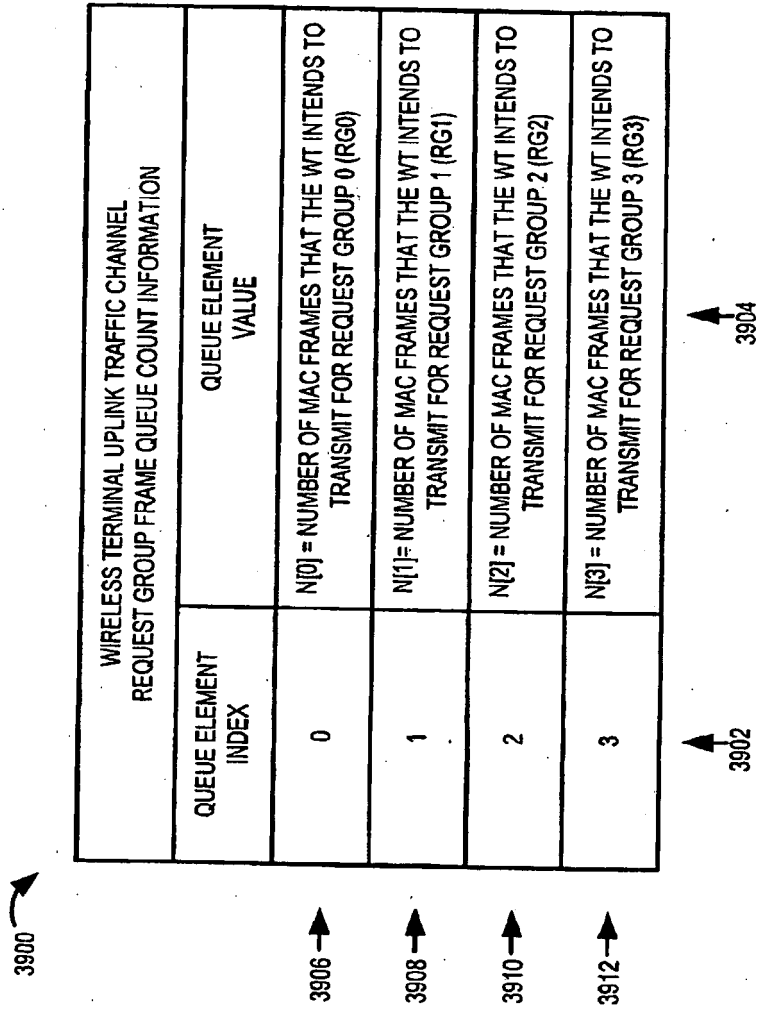 3900
WIRELESS TERMINAL UPLINK TRAFFIC CHANNEL
REQUEST GROUP FRAME QUEUE COUNT INFORMATION
QUEUE ELEMENT
INDEX
QUEUE ELEMENT
VALUE
3906
0
N[0] = NUMBER OF MAC FRAMES THAT THE WT INTENDS TO
TRANSMIT FOR REQUEST GROUP 0 (RG0)
3908
1
N[1]= NUMBER OF MAC FRAMES THAT THE WT INTENDS TO
TRANSMIT FOR REQUEST GROUP 1 (RG1)
3910
2
N[2] = NUMBER OF MAC FRAMES THAT THE WT INTENDS TO
TRANSMIT FOR REQUEST GROUP 2 (RG2)
3912
3
N[3] = NUMBER OF MAC FRAMES THAT THE WT INTENDS TO
TRANSMIT FOR REQUEST GROUP 3 (RG3)
3902
3904